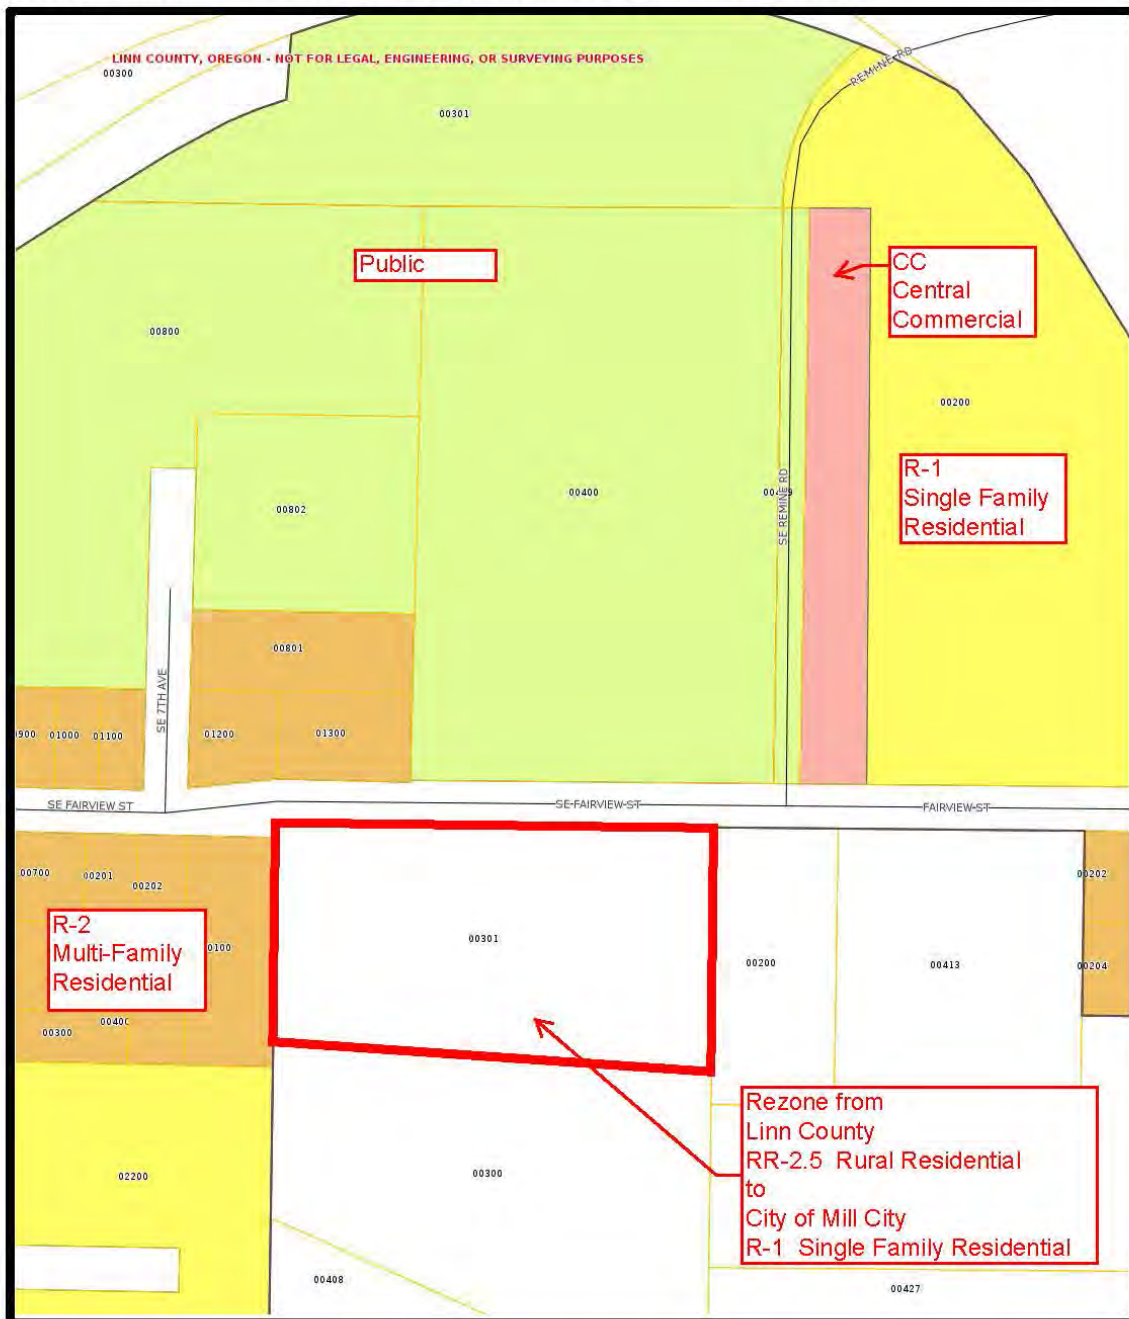 REMINE RD
LINN COUNTY, OREGON - NOT FOR LEGAL, ENGINEERING, OR SURVEYING PURPOSES
00300
00301
Public
CC
Central
Commercial
00800
00200
R-1
Single Family
Residential
00400
00802
SE REMINE RD
00801
SE 7TH AVE
01000
01100
01200
01300
SE FAIRVIEW ST
SE FAIRVIEW ST
FAIRVIEW ST
00700
00201
00202
00202
R-2
Multi-Family
Residential
0100
00301
00200
00413
00204
00300
Rezone from
Linn County
RR-2.5 Rural Residential
to
City of Mill City
R-1 Single Family Residential
02200
00300
00408
00427